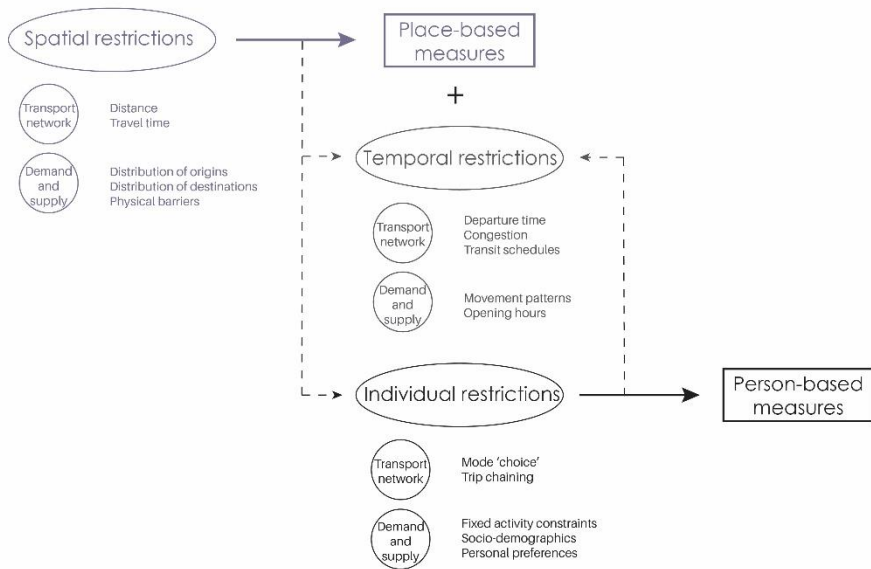 Spatial restrictions
Place-based
measures
Transport
network
Distance
Travel time
+
Demand
and
supply
Distribution of origins
Distribution of destinations
Physical barriers
Temporal restrictions
Transport
network
Departure time
Congestion
Transit schedules
Demand
and
supply
Movement patterns
Opening hours
Individual restrictions
Person-based
measures
Transport
network
Mode ‘choice’
Trip chaining
Demand
and
supply
Fixed activity constraints
Socio-demographics
Personal preferences